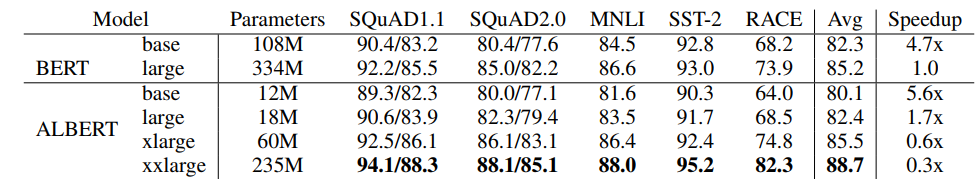 Model Parameters SQuAD1.1 SQuAD2.0 MNLI SST-2 RACE Avg Speedup
base 108M 90.4/83.2 80.4/77.6 84.5 92.8 68.2 82.3 4.7x
BERT large 334M 92.2/85.5 85.0/82.2 86.6 93.0 73.9 85.2 1.0
base 12M 89.3/82.3 80.0/77.1 81.6 90.3 64.0 80.1 5.6x
ALBERT large 18M 90.6/83.9 82.3/79.4 83.5 91.7 68.5 82.4 1.7x
xlarge 60M 92.5/86.1 86.1/83.1 86.4 92.4 74.8 85.5 0.6x
xxlarge 235M 94.1/88.3 88.1/85.1 88.0 95.2 82.3 88.7 0.3x